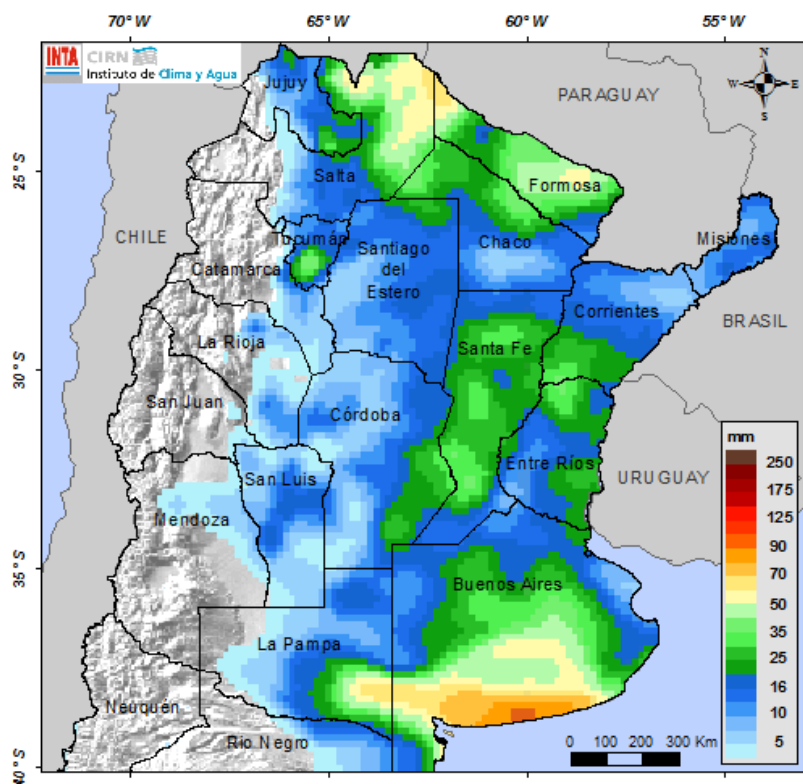 70°W 65°W 60°W 55°W
INTA CIRN
Instituto de Clima y Agua
N
W E
S
Jujuy
PARAGUAY
25°S
Salta
Formosa
CHILE
Tucumán
Santiago
del
Estero
Chaco
Misiones
Catamarca
Corrientes
BRASIL
La Rioja
Santa Fe
30°S
San Juan
Córdoba
Entre Ríos
URUGUAY
San Luis
Mendoza
mm
250
175
125
90
70
50
35
25
16
10
5
35°S
Buenos Aires
La Pampa
Neuquén
Rio Negro
0 100 200 300 Km
40°S